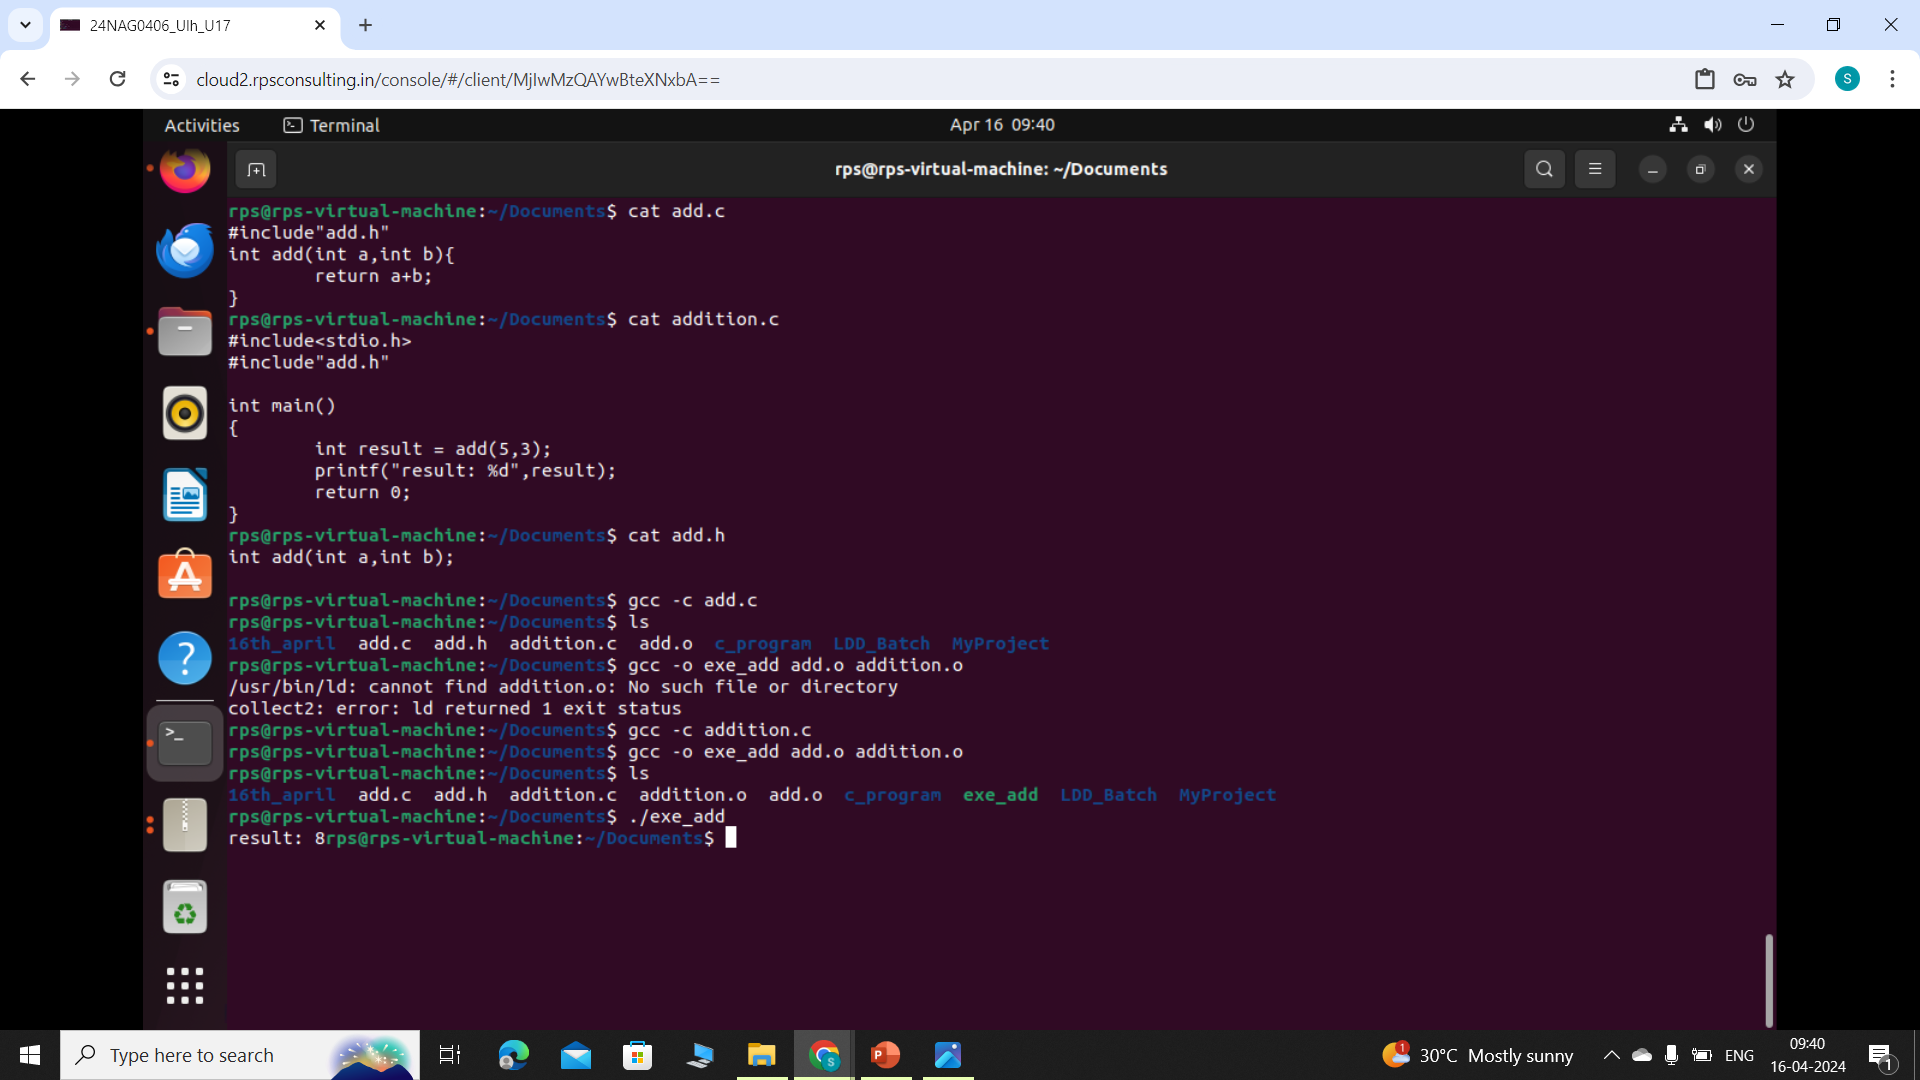 24NAG0406_Ulh_U17
cloud2.rpsconsulting.in/console/#/client/MjIwMzQAYwBteXNxbA==
S
Activities
Terminal
Apr 16 09:40
rps@rps-virtual-machine: ~/Documents
rps@rps-virtual-machine:~/Documents$ cat add.c
#include"add.h"
int add(int a,int b){
        return a+b;
}
rps@rps-virtual-machine:~/Documents$ cat addition.c
#include<stdio.h>
#include"add.h"
int main()
{
        int result = add(5,3);
        printf("result: %d",result);
        return 0;
}
rps@rps-virtual-machine:~/Documents$ cat add.h
int add(int a,int b);
rps@rps-virtual-machine:~/Documents$ gcc -c add.c
rps@rps-virtual-machine:~/Documents$ ls
16th_april  add.c  add.h  addition.c  add.o  c_program  LDD_Batch  MyProject
rps@rps-virtual-machine:~/Documents$ gcc -o exe_add add.o addition.o
/usr/bin/ld: cannot find addition.o: No such file or directory
collect2: error: ld returned 1 exit status
rps@rps-virtual-machine:~/Documents$ gcc -c addition.c
rps@rps-virtual-machine:~/Documents$ gcc -o exe_add add.o addition.o
rps@rps-virtual-machine:~/Documents$ ls
16th_april  add.c  add.h  addition.c  addition.o  add.o  c_program  exe_add  LDD_Batch  MyProject
rps@rps-virtual-machine:~/Documents$ ./exe_add
result: 8rps@rps-virtual-machine:~/Documents$
Type here to search
1
30°C Mostly sunny
ENG
09:40
16-04-2024
1